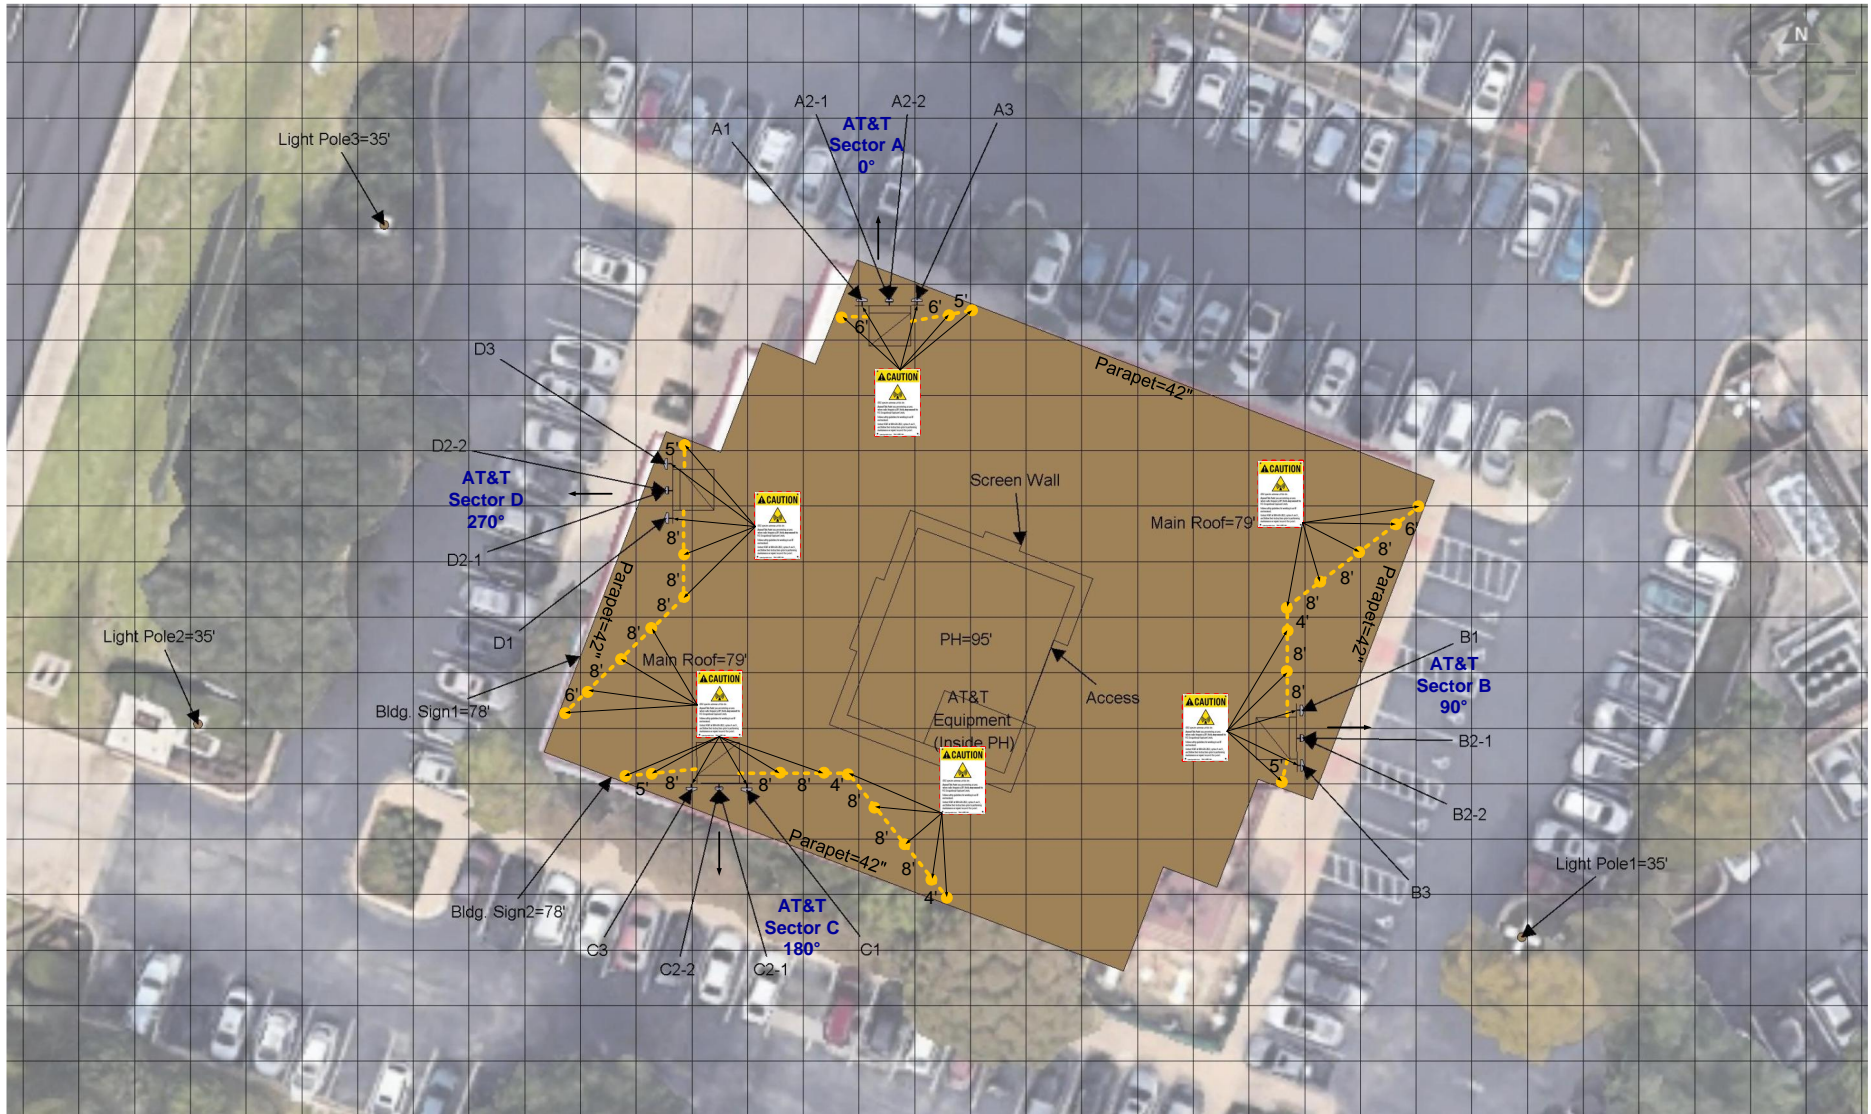 N
A2-1
A2-2
A3
A1
AT&T
Sector A
0°
Light Pole3=35'
6'
5'
6'
CAUTION
Parapet=42"
D3
D2-2
AT&T
Sector D
270°
D2-1
D1
5'
8'
8'
8'
8'
8'
6'
CAUTION
Parapet=42"
Screen Wall
CAUTION
Main Roof=79'
6'
8'
8'
8'
4'
8'
8'
5'
Parapet=42"
Light Pole2=35'
Main Roof=79'
PH=95'
Access
B1
AT&T
Sector B
90°
B2-1
B2-2
B3
CAUTION
CAUTION
Bldg. Sign1=78'
AT&T
Equipment
(Inside PH)
CAUTION
5'
8'
8'
8'
4'
8'
8'
8'
4'
Parapet=42"
Bldg. Sign2=78'
AT&T
Sector C
180°
C3
C2-2
C2-1
C1
Light Pole1=35'